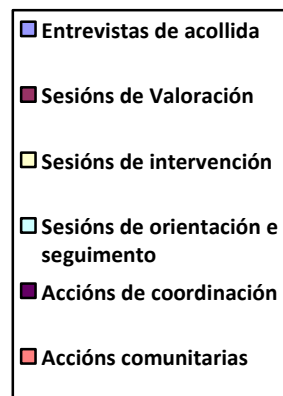 Entrevistas de acollida
Sesións de Valoración
Sesións de intervención
Sesións de orientación e
seguimento
Accións de coordinación
Accións comunitarias